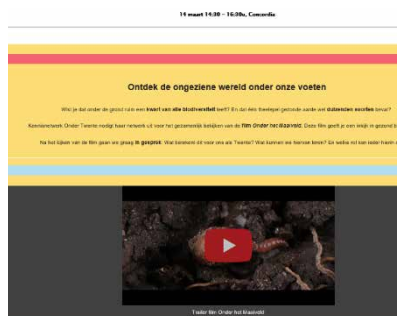 14 maart 14:30 - 16:30u, Concordia
Ontdek de ongeziene wereld onder onze voeten
Wist je dat onder de grond ruim een kwart van alle biodiversiteit leeft? En dat één theelepel gezonde aarde wel duizenden soorten bevat?
Kennisnetwerk Onder Twente nodigt haar netwerk uit voor het gezamenlijk bekijken van de film Onder het Maaiveld. Deze film geeft je een inkijk in gezond b
Na het kijken van de film gaan we graag in gesprek: Wat betekent dit voor ons als Twente? Wat kunnen we hiervan leren? En welke rol kan ieder hierin
Trailer film Onder het Maaiveld